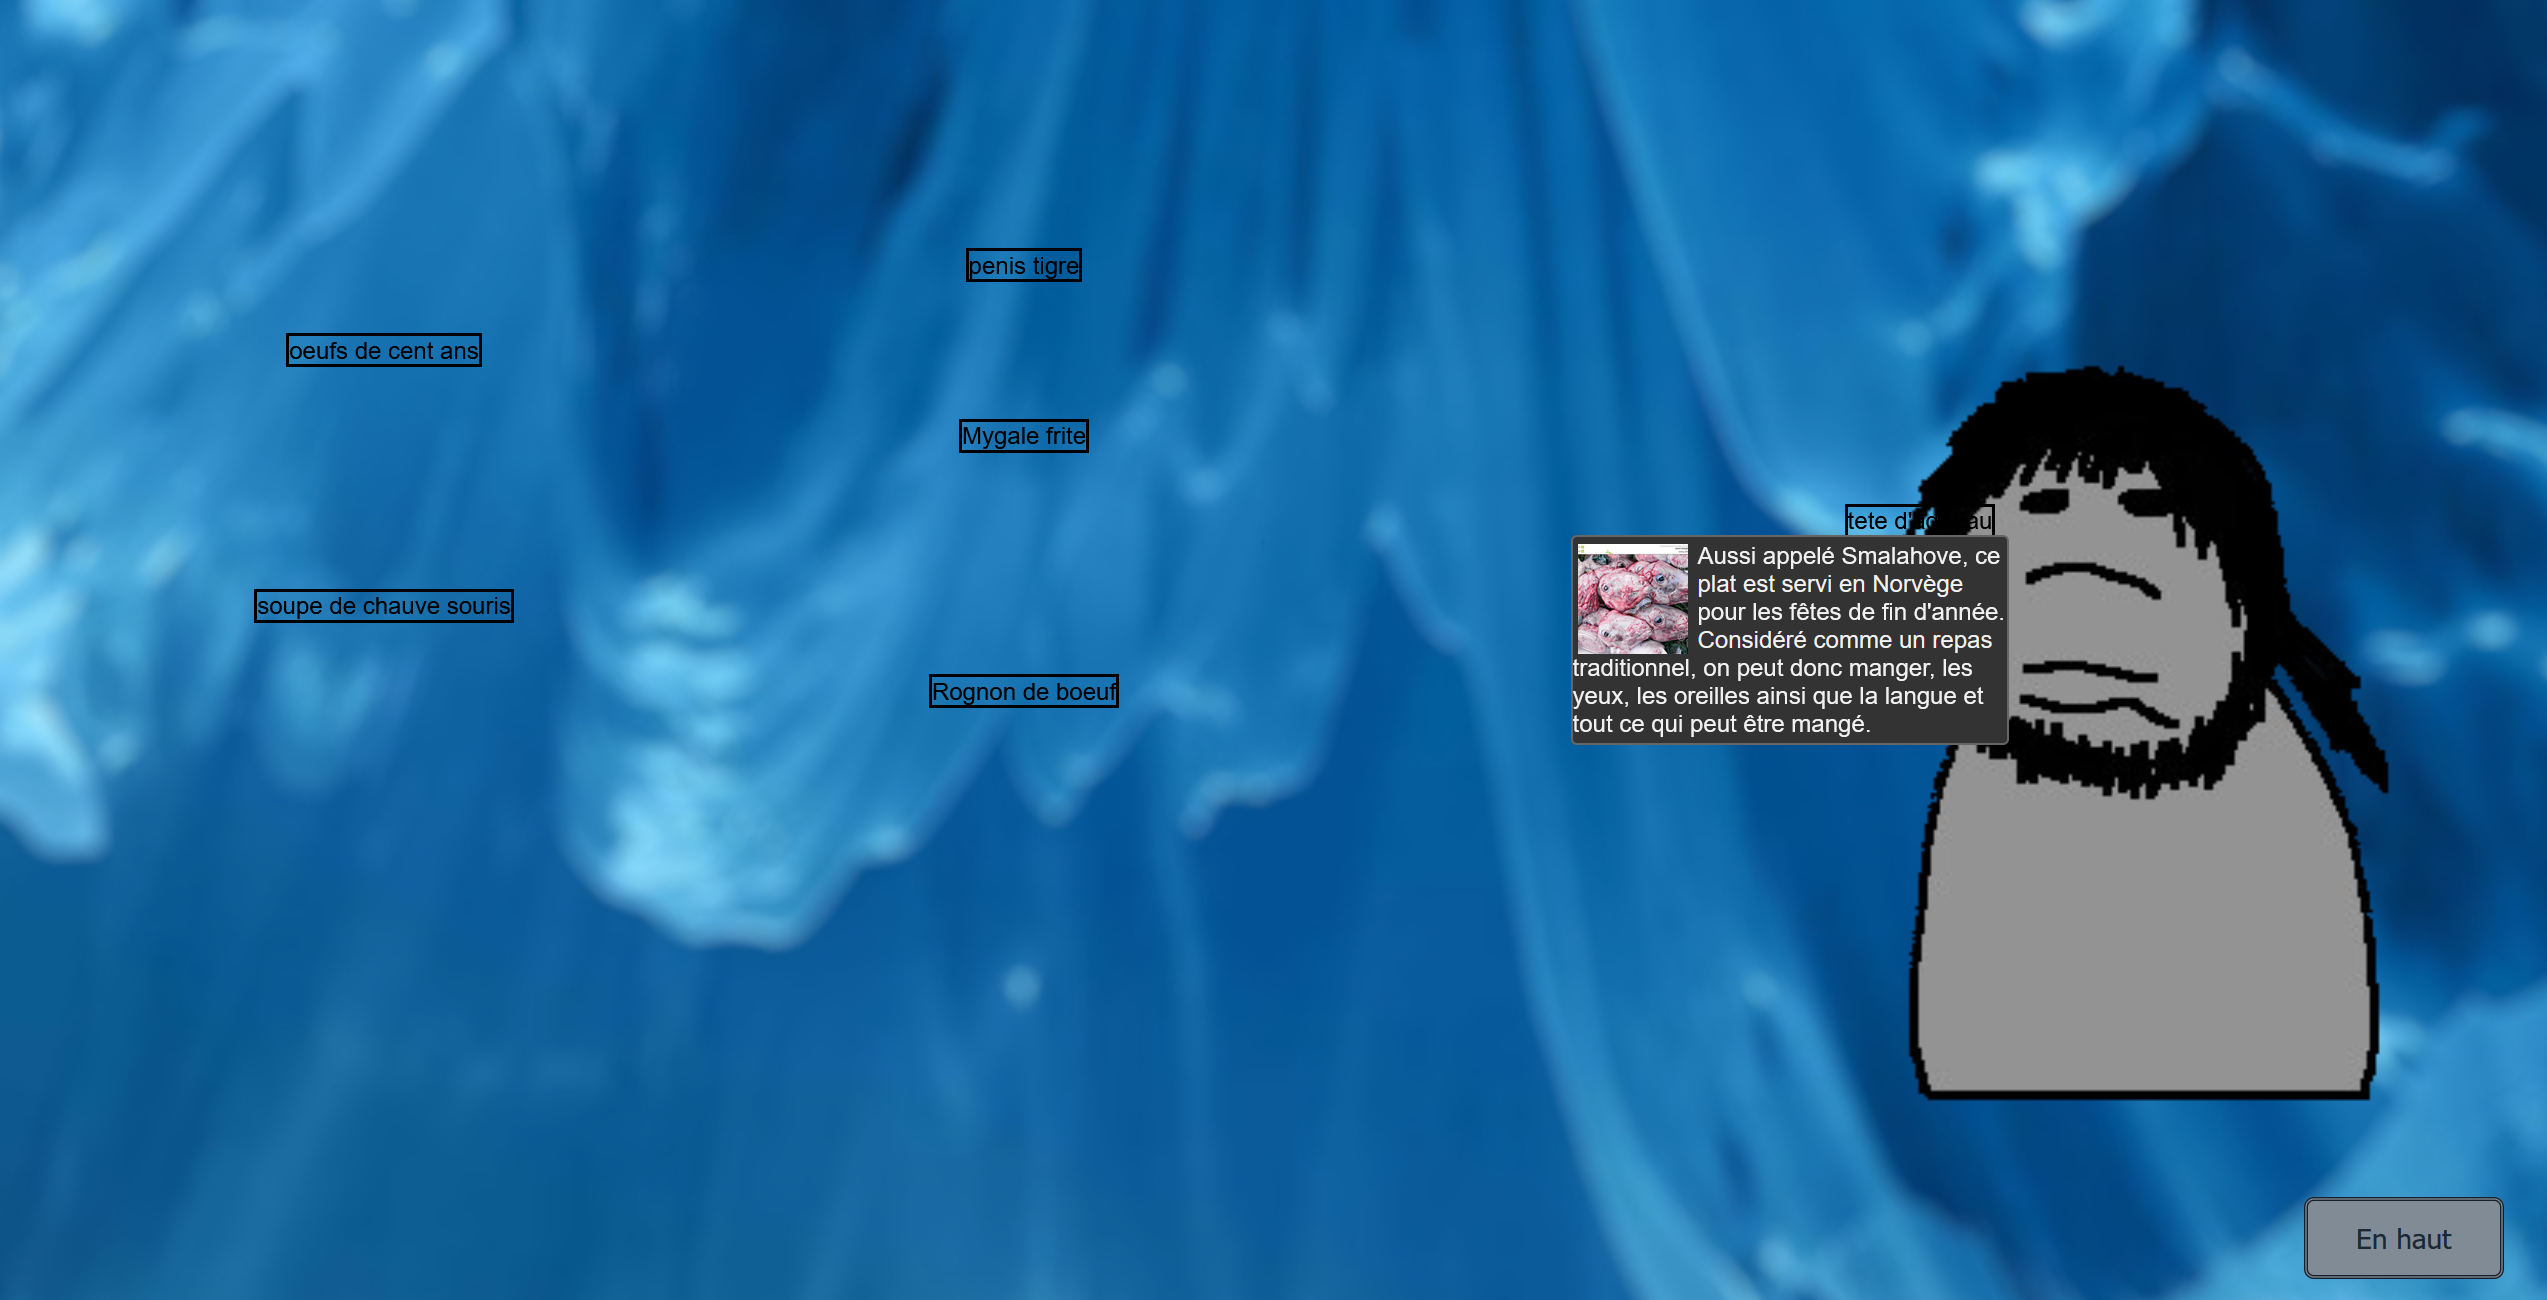 penis tigre
oeufs de cent ans
Mygale frite
tete d'
soupe de chauve souris
Rognon de boeuf
Aussi appelé Smalahove, ce
plat est servi en Norvège
pour les fêtes de fin d'année.
Considéré comme un repas
traditionnel, on peut donc manger, les
yeux, les oreilles ainsi que la langue et
tout ce qui peut être mangé.
En haut